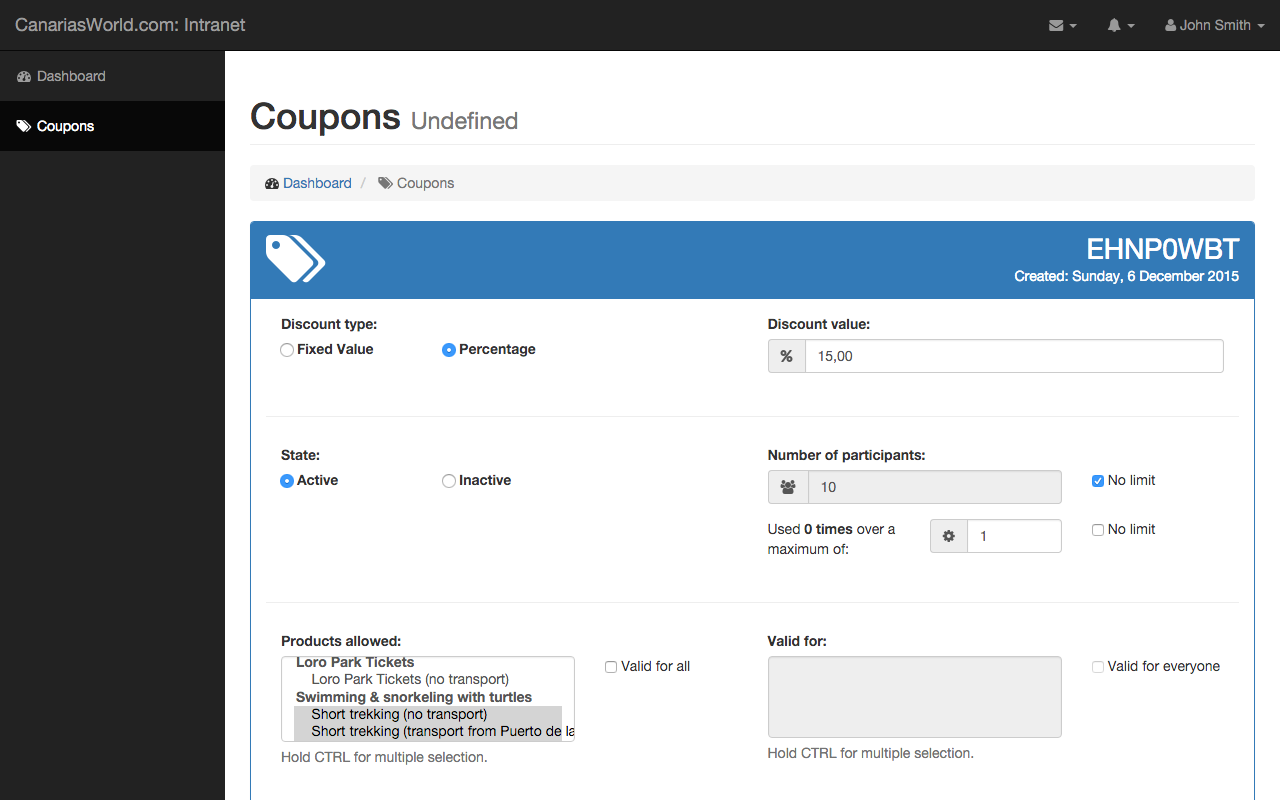 CanariasWorld.com: Intranet
John Smith
Dashboard
Coupons
Coupons Undefined
Dashboard / Coupons
EHNP0WBT
Created: Sunday, 6 December 2015
Discount type:
Fixed Value Percentage
Discount value:
% 15,00
State:
Active Inactive
Number of participants:
10 No limit
Used 0 times over a
maximum of:
1 No limit
Products allowed:
Loro Park Tickets
Loro Park Tickets (no transport)
Swimming & snorkeling with turtles
Short trekking (no transport)
Short trekking (transport from Puerto de la
Valid for all
Hold CTRL for multiple selection.
Valid for:
Valid for everyone
Hold CTRL for multiple selection.